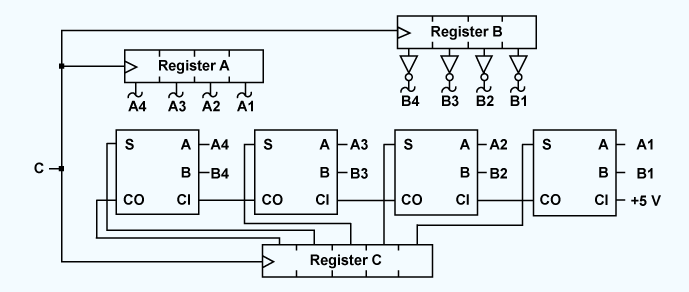 Register B
Register A
A4 A3 A2 A1
B4 B3 B2 B1
C
S A A4
B B4
CO CI
S A A3
B B3
CO CI
S A A2
B B2
CO CI
S A A1
B B1
CO CI +5 V
Register C